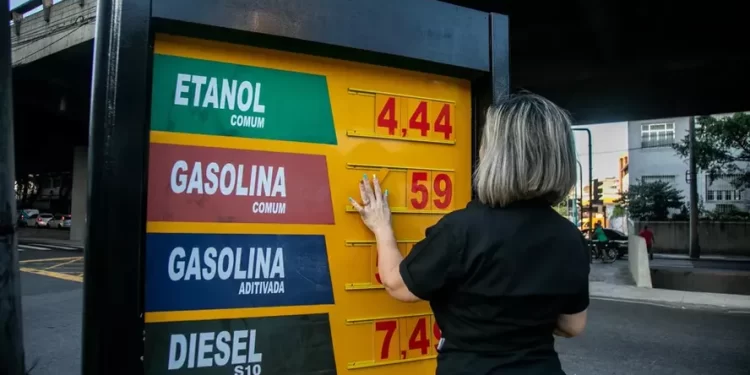 ETANOL
COMUM
4,44
GASOLINA
COMUM
59
GASOLINA
ADITIVADA
DIESEL
S10
7,4